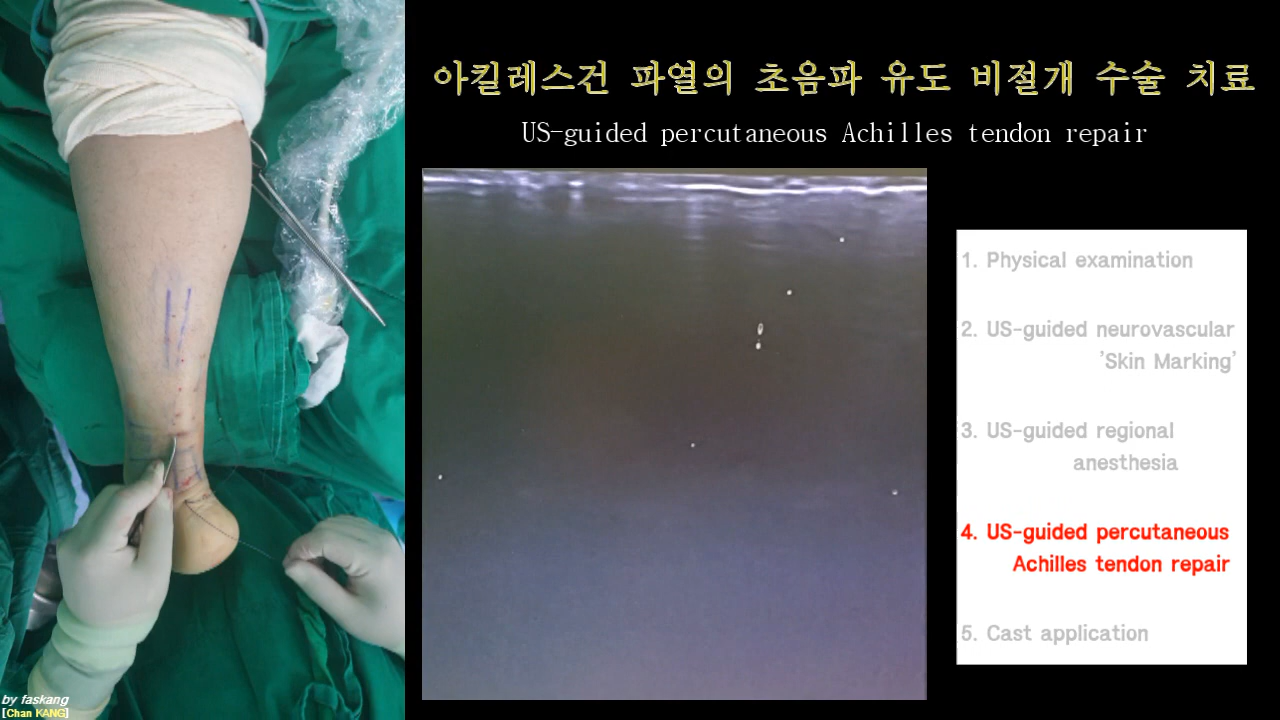 아킬레스건 파열의 초음파 유도 비절개 수술 치료
US-guided percutaneous Achilles tendon repair
1. Physical examination
2. US-guided neurovascular
'Skin Marking'
3. US-guided regional
anesthesia
4. US-guided percutaneous
Achilles tendon repair
5. Cast application
by faskang
[Chan KANG]